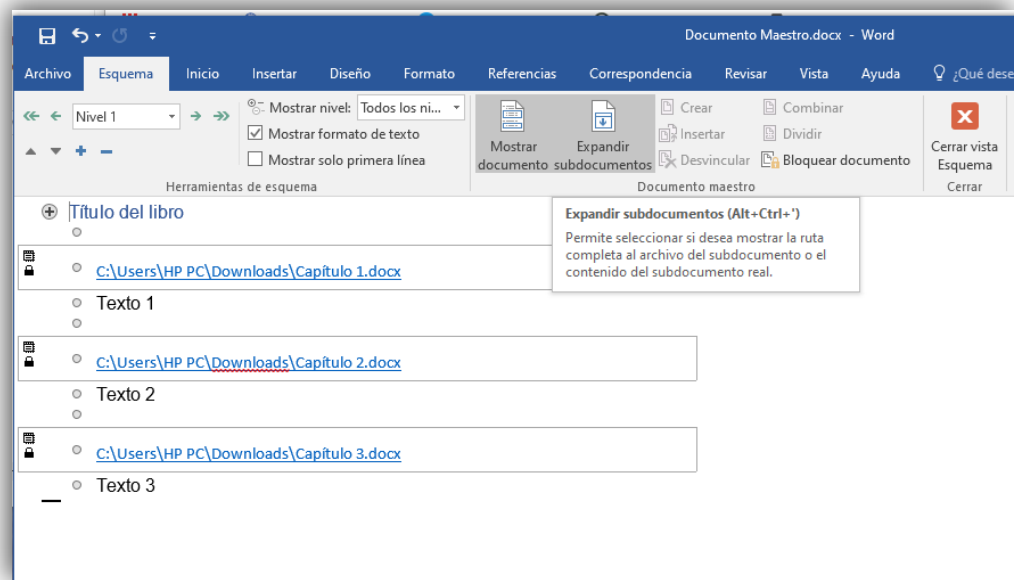 Documento Maestro.docx - Word
Archivo Esquema Inicio Insertar Diseño Formato Referencias Correspondencia Revisar Vista Ayuda ¿Qué dese
Nivel 1
Mostrar nivel: Todos los ni...
Mostrar formato de texto
Mostrar solo primera línea
Herramientas de esquema
Mostrar
documento
Expandir
subdocumentos
Crear
Insertar
Desvincular
Combinar
Dividir
Bloquear documento
Documento maestro
Cerrar vista
Esquema
Cerrar
Título del libro
Expandir subdocumentos (Alt+Ctrl+')
Permite seleccionar si desea mostrar la ruta
completa al archivo del subdocumento o el
contenido del subdocumento real.
C:\Users\HP PC\Downloads\Capítulo 1.docx
Texto 1
C:\Users\HP PC\Downloads\Capítulo 2.docx
Texto 2
C:\Users\HP PC\Downloads\Capítulo 3.docx
Texto 3